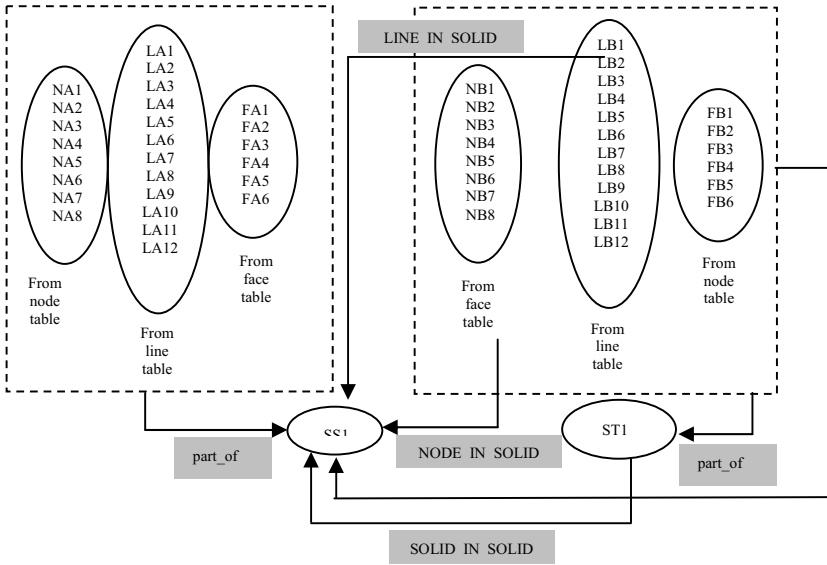 LINE IN SOLID
NA1
NA2
NA3
NA4
NA5
NA6
NA7
NA8
From
node
table
LA1
LA2
LA3
LA4
LA5
LA6
LA7
LA8
LA9
LA10
LA11
LA12
From
line
table
FA1
FA2
FA3
FA4
FA5
FA6
From
face
table
NB1
NB2
NB3
NB4
NB5
NB6
NB7
NB8
From
face
table
LB1
LB2
LB3
LB4
LB5
LB6
LB7
LB8
LB9
LB10
LB11
LB12
From
line
table
FB1
FB2
FB3
FB4
FB5
FB6
From
node
table
part_of
SS1
NODE IN SOLID
ST1
part_of
SOLID IN SOLID